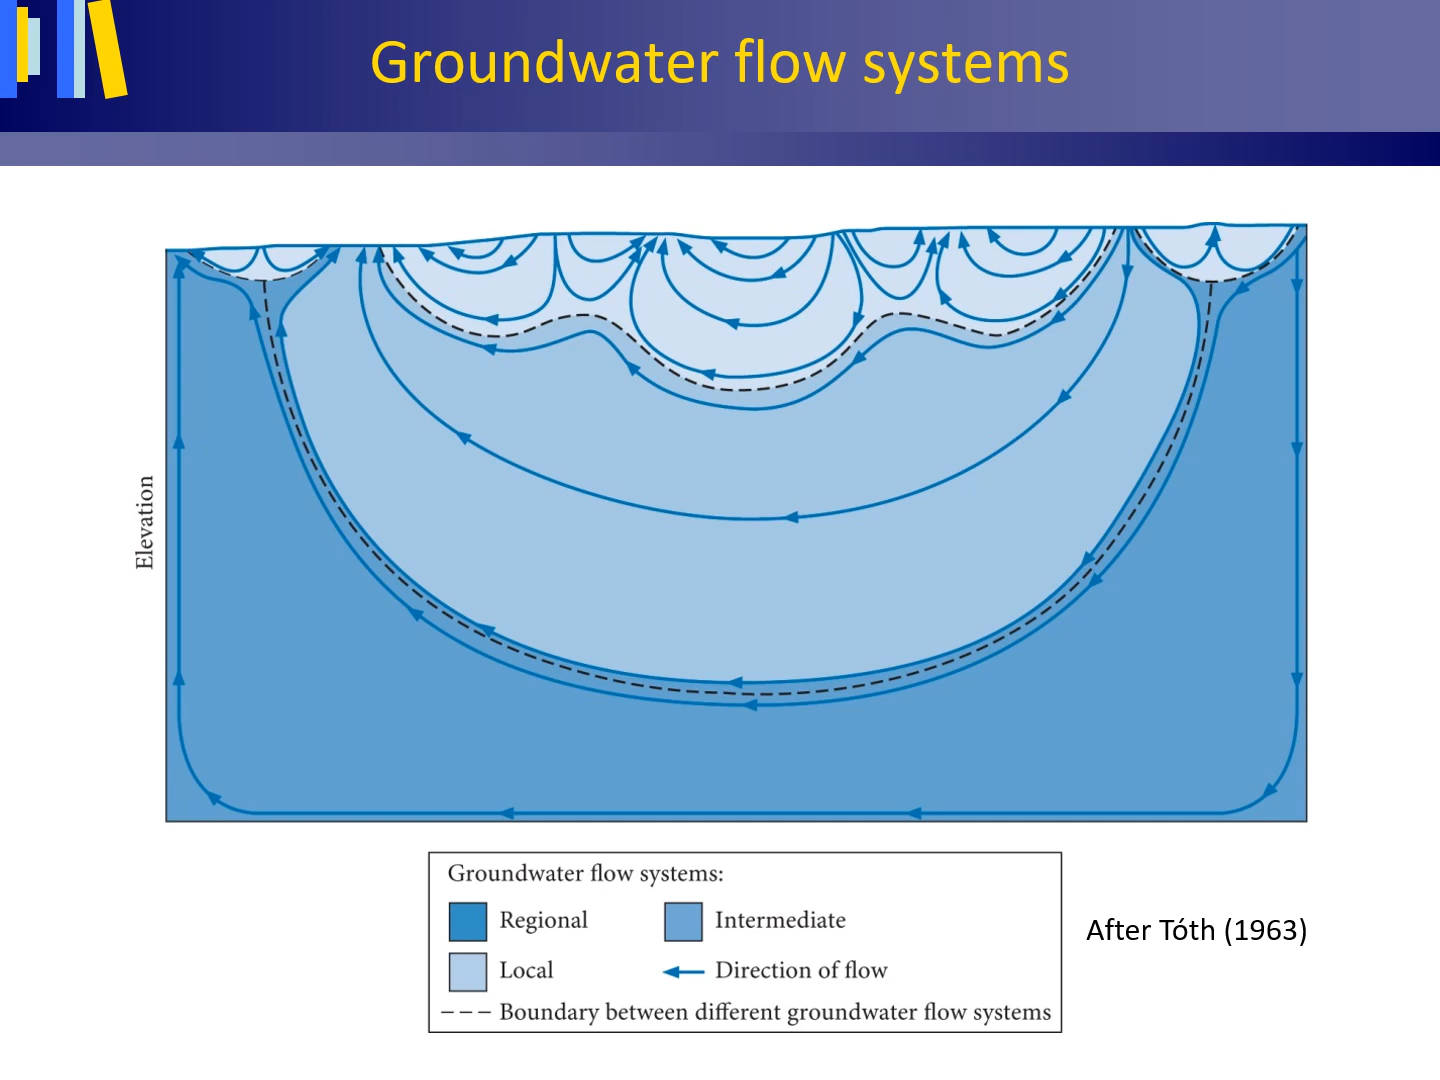 Groundwater flow systems
Elevation
Groundwater flow systems:
Regional
Intermediate
Local
Direction of flow
Boundary between different groundwater flow systems
After Tóth (1963)